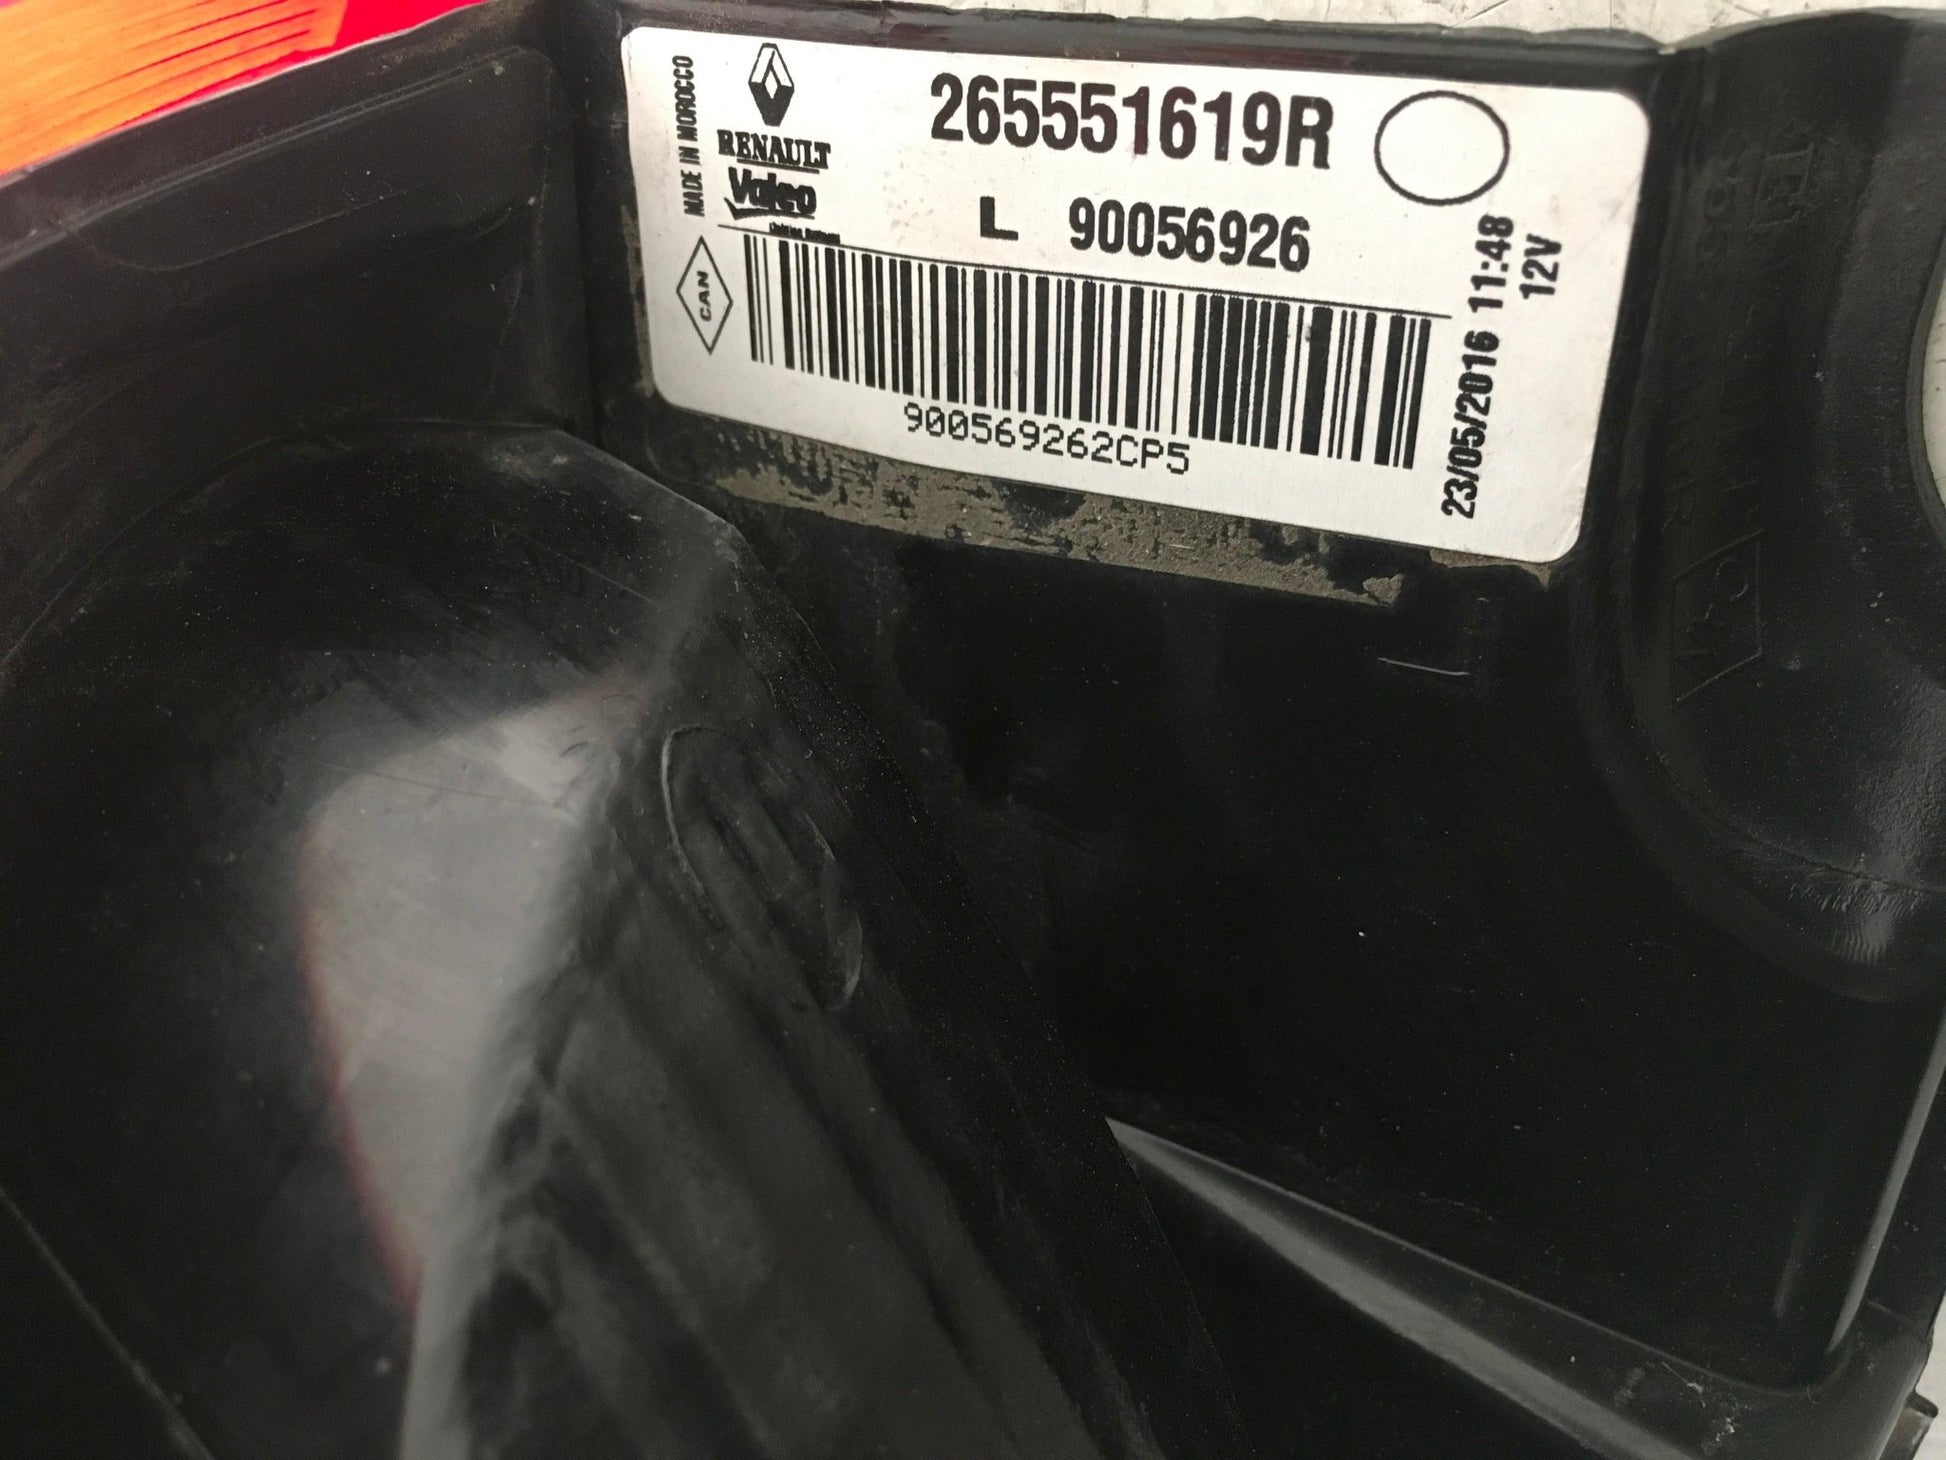 MADE IN MOROCCO
RENAULT
Valeo
265551619R
L 90056926
CAN
900569262CP5
23/05/2016 11:48
12V